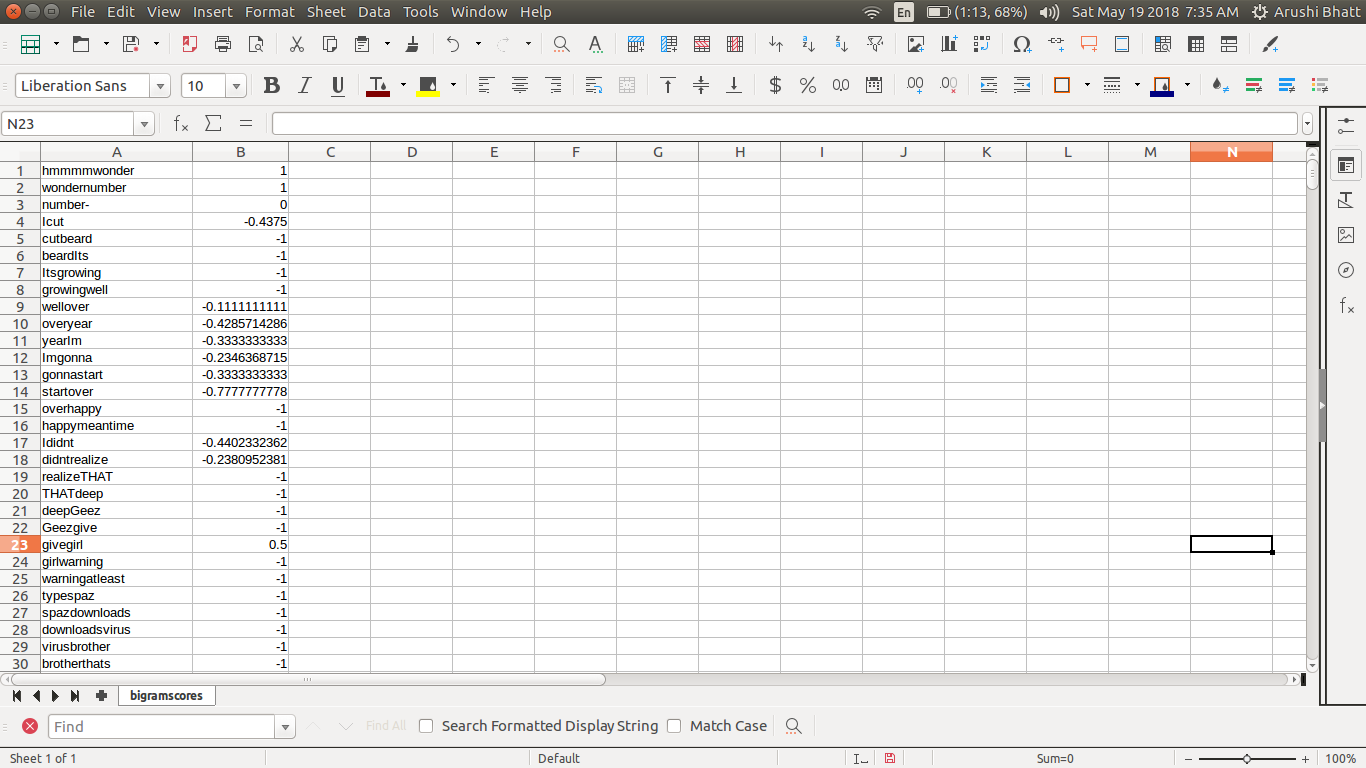 File Edit View Insert Format Sheet Data Tools Window Help En (1:13, 68%) Sat May 19 2018 7:35 AM Arushi Bhatt
Liberation Sans 10
N23
A B C D E F G H I J K L M N
1 hmmmmwonder 1
2 wondernumber 1
3 number- 0
4 Icut -0.4375
5 cutbeard -1
6 beardIts -1
7 Itsgrowing -1
8 growingwell -1
9 wellover -0.1111111111
10 overyear -0.4285714286
11 yearIm -0.3333333333
12 Imgonna -0.2346368715
13 gonnastart -0.3333333333
14 startover -0.7777777778
15 overhappy -1
16 happymeantime -1
17 Ididnt -0.4402332362
18 didntrealize -0.2380952381
19 realizeTHAT -1
20 THATdeep -1
21 deepGeez -1
22 Geezgive -1
23 givegirl 0.5
24 girlwarning -1
25 warningatleast -1
26 typespaz -1
27 spazdownloads -1
28 downloadsvirus -1
29 virusbrother -1
30 brotherthats -1
bigramscores
Find Find All Search Formatted Display String Match Case
Sheet 1 of 1 Default Sum=0 100%